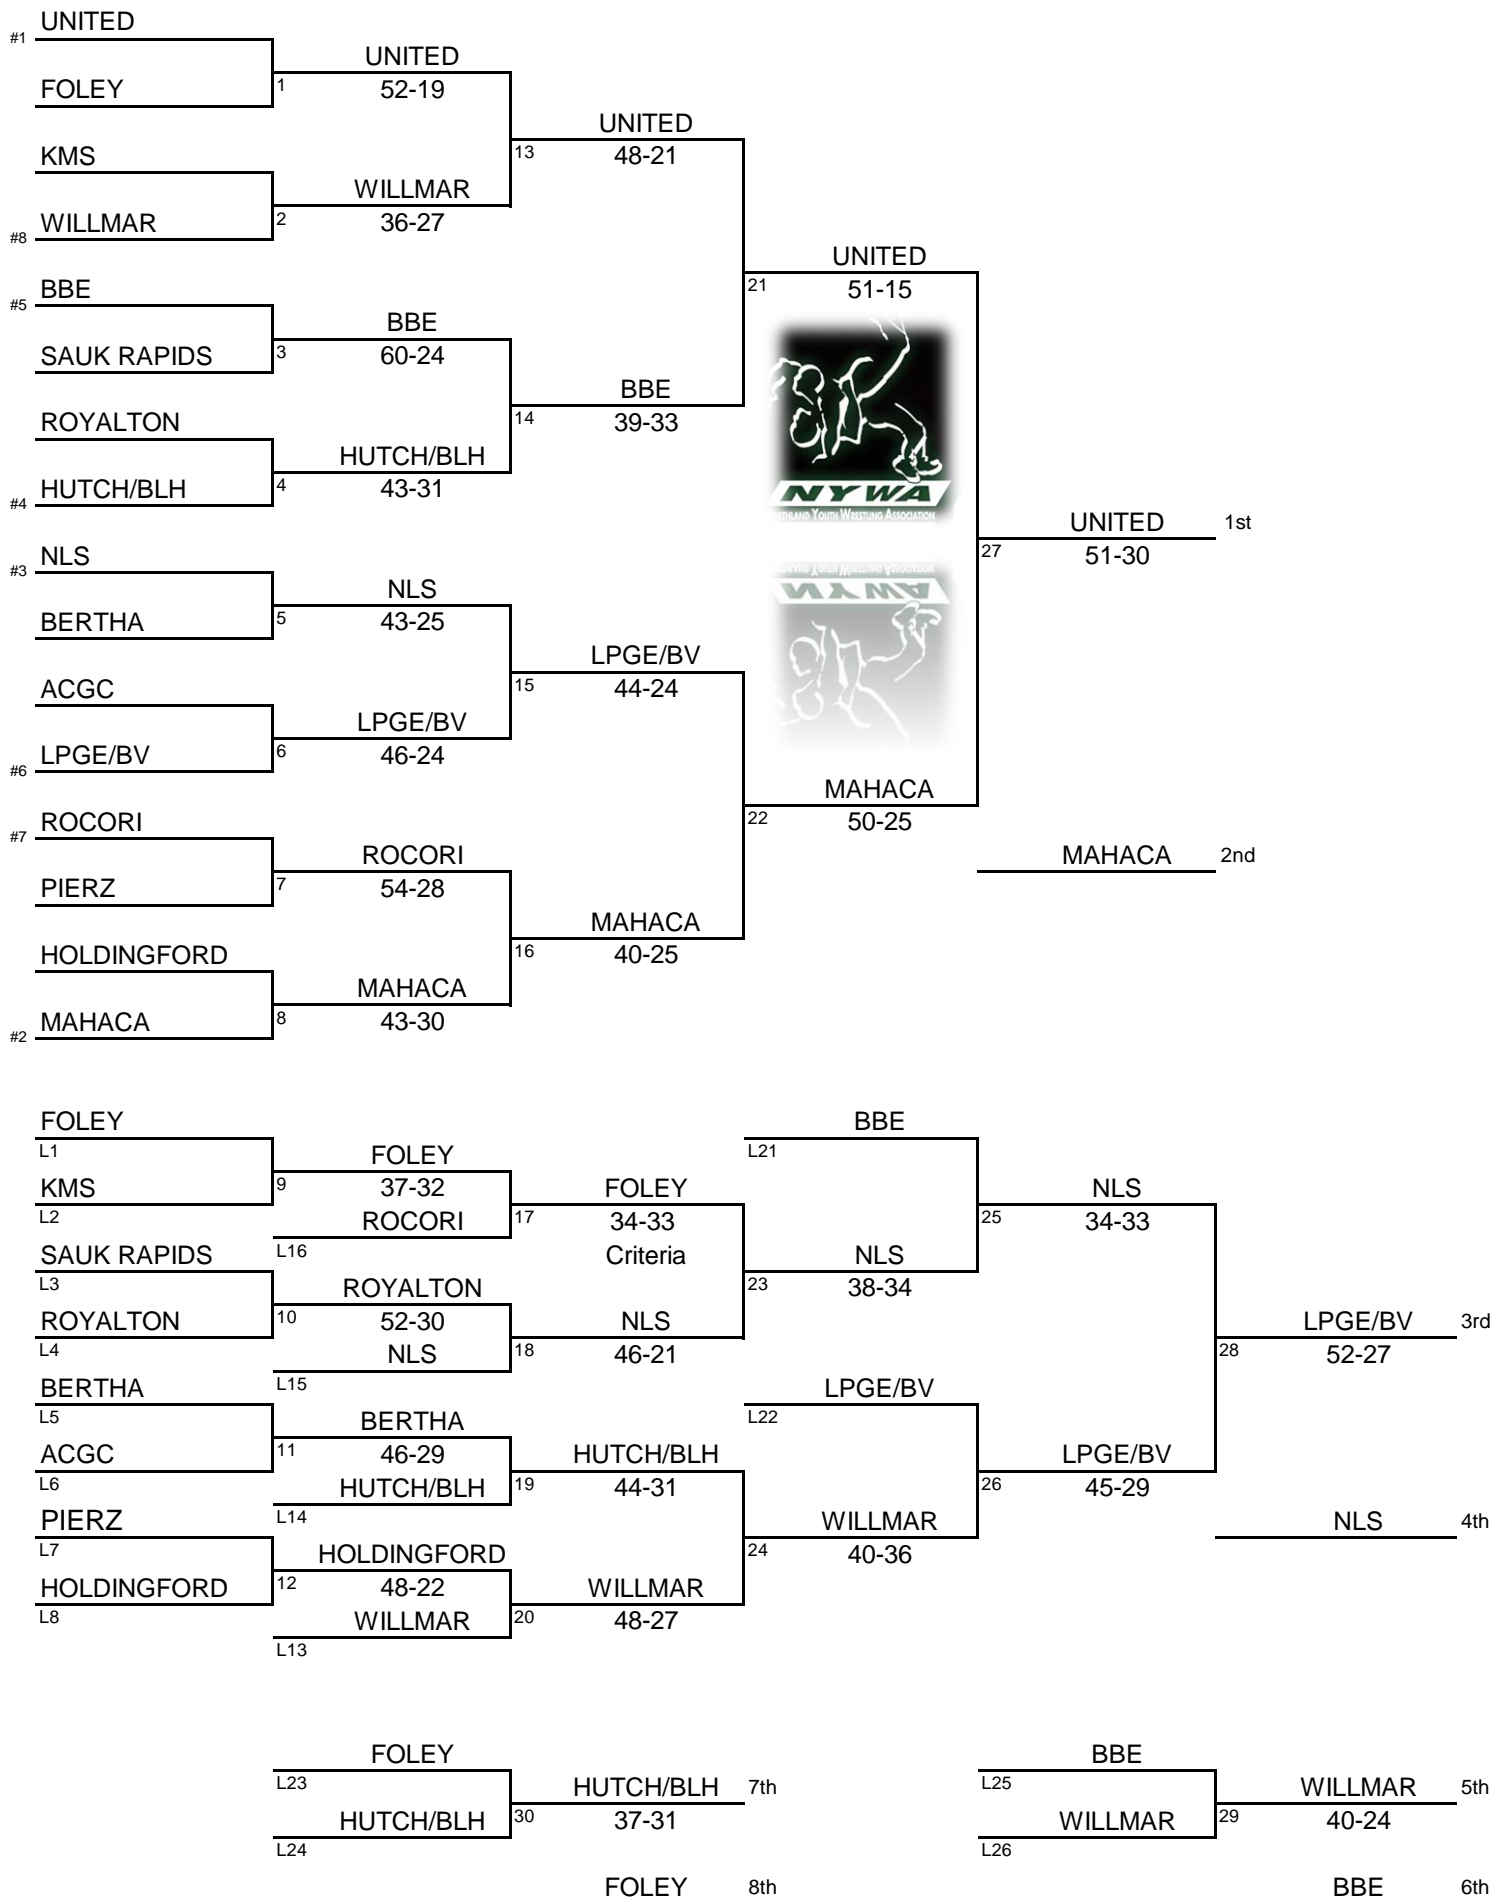 UNITED
#1
UNITED
FOLEY
1
52-19
UNITED
KMS
13
48-21
WILLMAR
WILLMAR
2
36-27
#8
UNITED
BBE
#5
21
51-15
BBE
SAUK RAPIDS
3
60-24
BBE
ROYALTON
14
39-33
HUTCH/BLH
HUTCH/BLH
4
43-31
#4
NYWA
NORTHLAND YOUTH WRESTLING ASSOCIATION
UNITED
1st
NLS
27
51-30
#3
NLS
BERTHA
5
43-25
LPGE/BV
ACGC
15
44-24
LPGE/BV
LPGE/BV
6
46-24
#6
MAHACA
ROCORI
22
50-25
#7
ROCORI
MAHACA
2nd
PIERZ
7
54-28
MAHACA
HOLDINGFORD
16
40-25
MAHACA
MAHACA
8
43-30
#2
FOLEY
BBE
L1
L21
FOLEY
KMS
9
37-32
FOLEY
NLS
L2
ROCORI
17
34-33
25
34-33
SAUK RAPIDS
L16
Criteria
NLS
L3
ROYALTON
23
38-34
ROYALTON
10
52-30
NLS
LPGE/BV
3rd
L4
NLS
18
46-21
28
52-27
BERTHA
L15
LPGE/BV
L5
BERTHA
L22
ACGC
11
46-29
HUTCH/BLH
LPGE/BV
L6
HUTCH/BLH
19
44-31
26
45-29
PIERZ
L14
WILLMAR
NLS
4th
L7
HOLDINGFORD
24
40-36
HOLDINGFORD
12
48-22
WILLMAR
L8
WILLMAR
20
48-27
L13
FOLEY
BBE
L23
HUTCH/BLH
7th
L25
WILLMAR
5th
HUTCH/BLH
30
37-31
WILLMAR
29
40-24
L24
L26
FOLEY
8th
BBE
6th